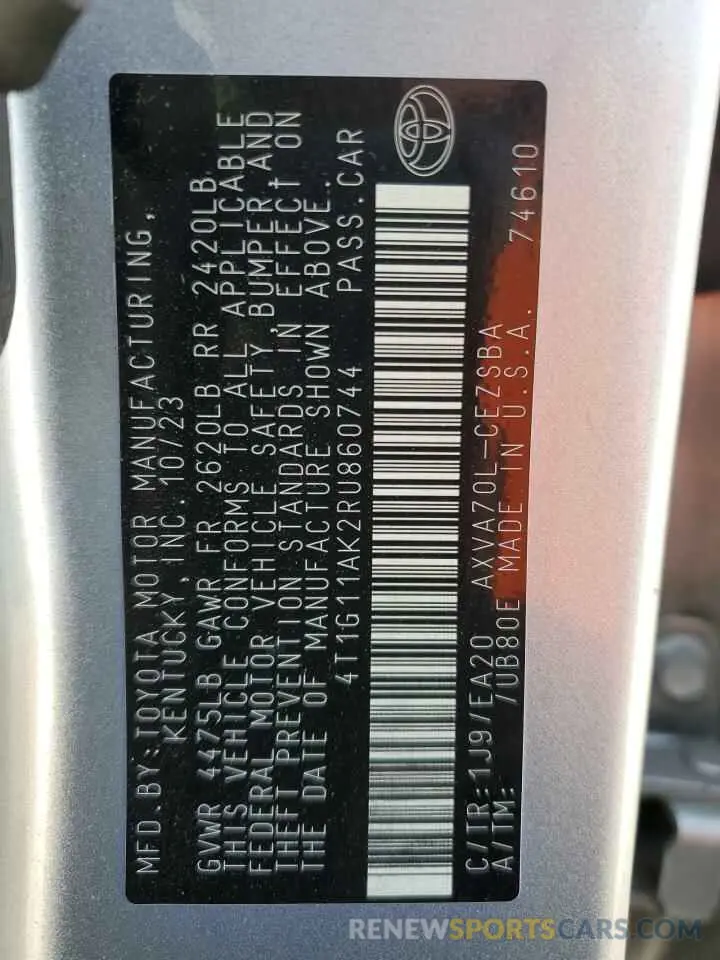 MFD.BY:TOYOTA MOTOR MANUFACTURING,
KENTUCKY,INC.10/23
GVWR 4475LB GAWR FR 2620LB RR 2420LB
THIS VEHICLE CONFORMS TO ALL APPLICABLE
FEDERAL MOTOR VEHICLE SAFETY,BUMPER,AND
THEFT PREVENTION STANDARDS IN EFFECT ON
THE DATE OF MANUFACTURE SHOWN ABOVE.
4T1G11AK2RU860744 PASS.CAR
C/TR:1J9/EA20 AXVA70L-CEZSBA
A/TM: /UB80E MADE IN U.S.A. 74610
RENEWSPORTSCARS.COM